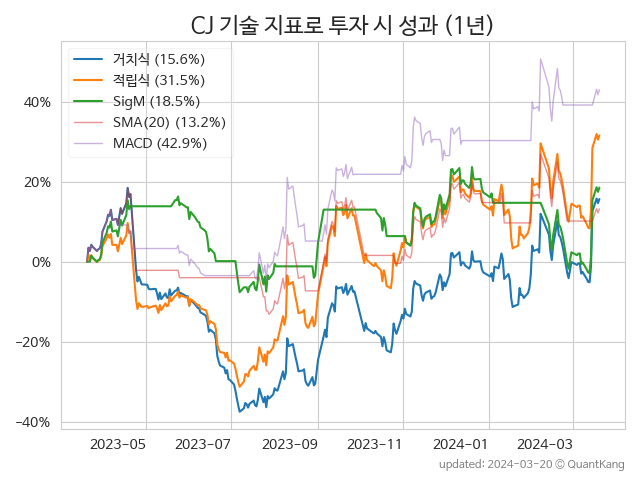 CJ 기술 지표로 투자 시 성과 (1년)
거치식 (15.6%)
적립식 (31.5%)
SigM (18.5%)
SMA(20) (13.2%)
MACD (42.9%)
40%
20%
0%
−20%
−40%
2023-05
2023-07
2023-09
2023-11
2024-01
2024-03
updated: 2024-03-20 © QuantKang